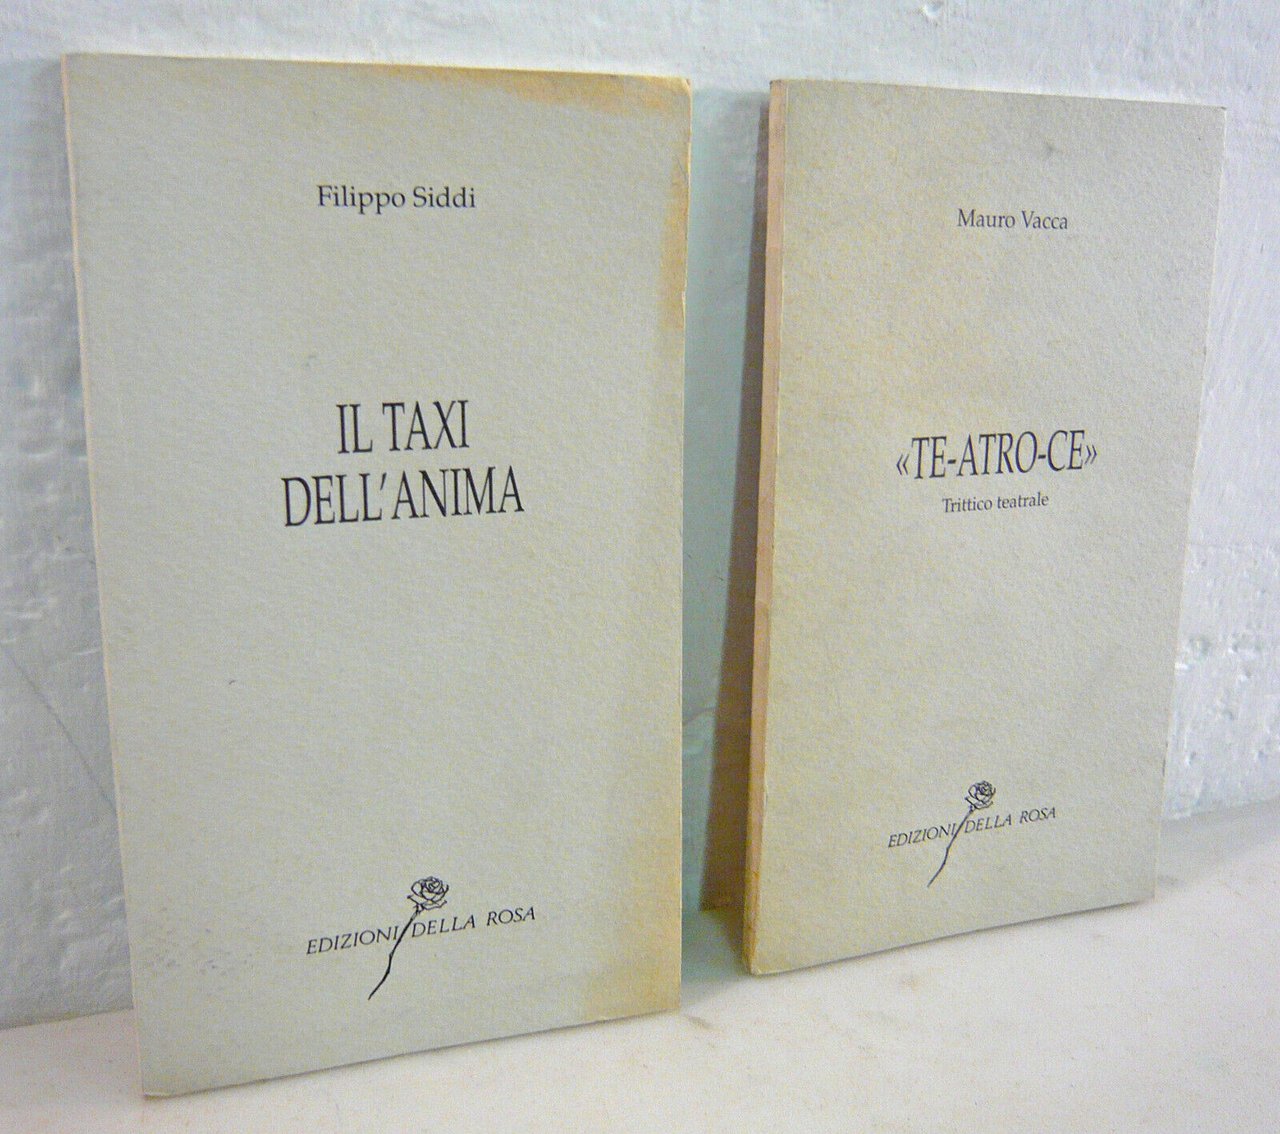 Filippo Siddi
IL TAXI
DELL'ANIMA
EDIZIONI DELLA ROSA
Mauro Vacca
«TE-ATRO-CE»
Trittico teatrale
EDIZIONI DELLA ROSA